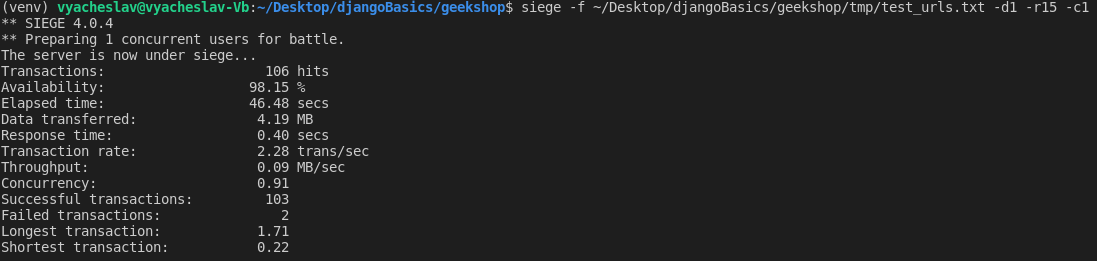 (venv) vyacheslav@vyacheslav-Vb:~/Desktop/djangoBasics/geekshop$ siege -f ~/Desktop/djangoBasics/geekshop/tmp/test_urls.txt -d1 -r15 -c1
** SIEGE 4.0.4
** Preparing 1 concurrent users for battle.
The server is now under siege...
Transactions: 106 hits
Availability: 98.15 %
Elapsed time: 46.48 secs
Data transferred: 4.19 MB
Response time: 0.40 secs
Transaction rate: 2.28 trans/sec
Throughput: 0.09 MB/sec
Concurrency: 0.91
Successful transactions: 103
Failed transactions: 2
Longest transaction: 1.71
Shortest transaction: 0.22